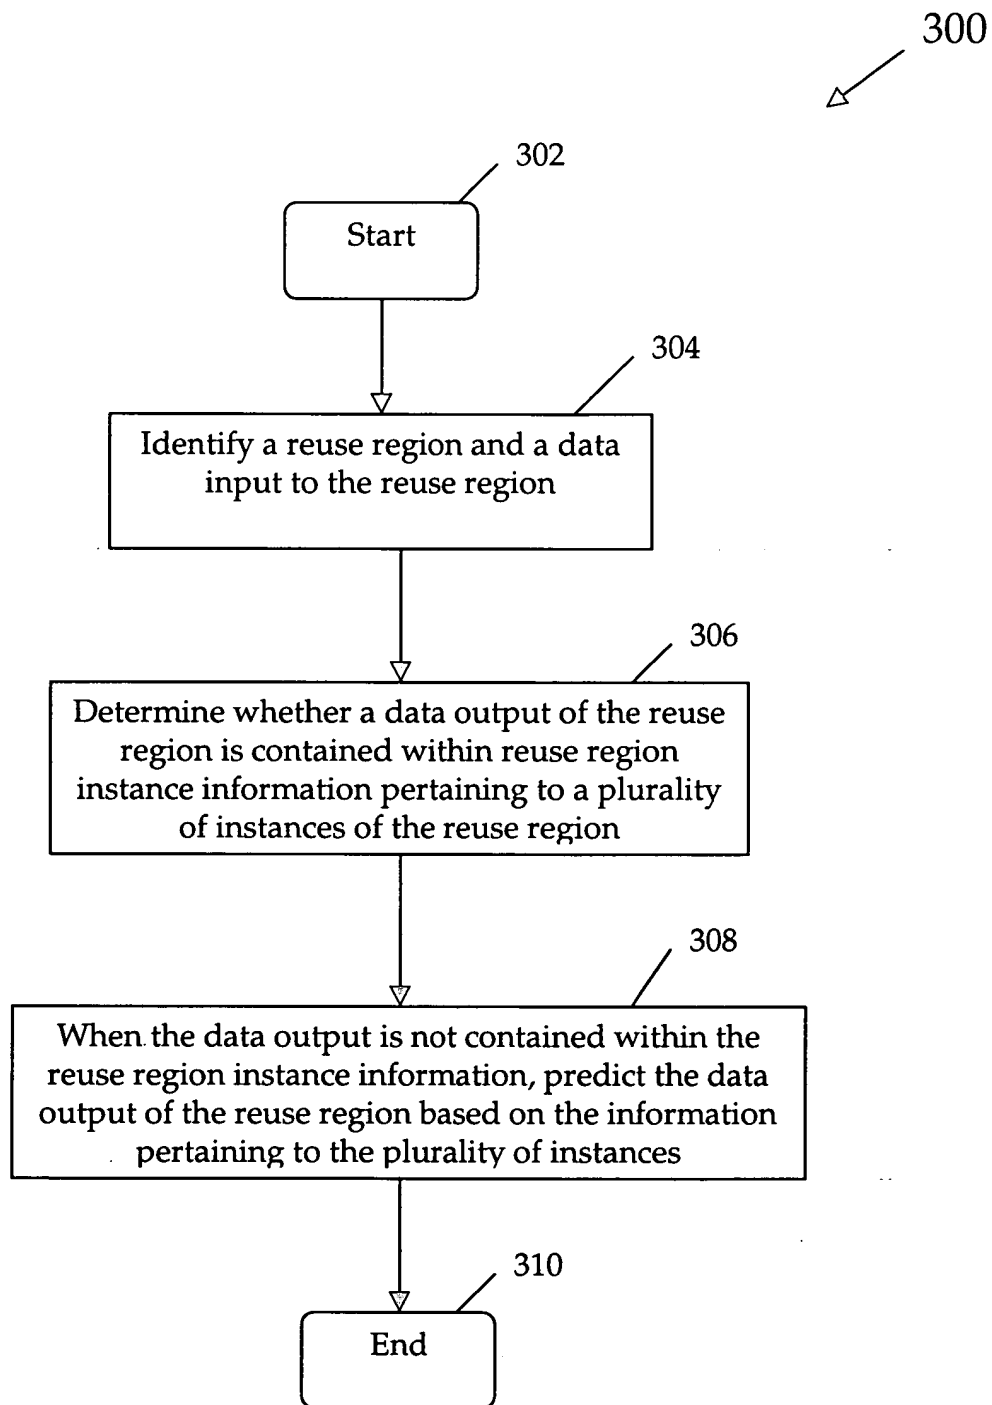 300
302
Start
304
Identify a reuse region and a data
input to the reuse region
306
Determine whether a data output of the reuse
region is contained within reuse region
instance information pertaining to a plurality
of instances of the reuse region
308
When the data output is not contained within the
reuse region instance information, predict the data
output of the reuse region based on the information
pertaining to the plurality of instances
310
End